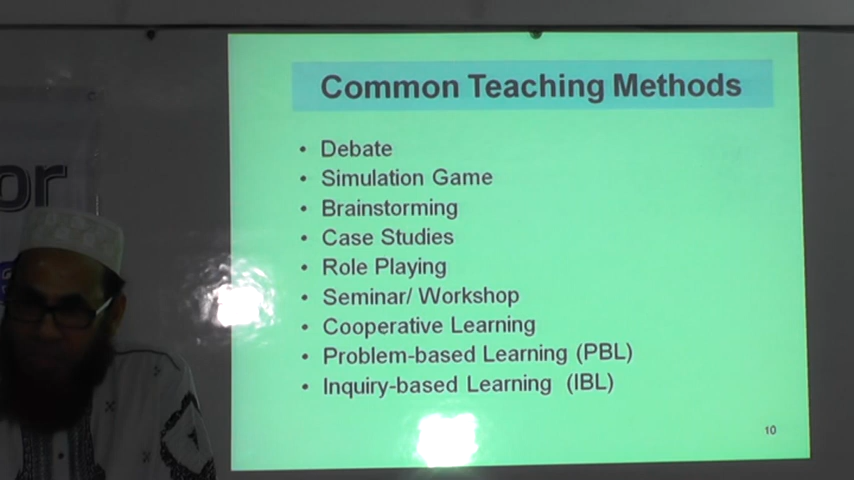 or
Common Teaching Methods
• Debate
• Simulation Game
• Brainstorming
• Case Studies
• Role Playing
• Seminar/ Workshop
• Cooperative Learning
• Problem-based Learning (PBL)
• Inquiry-based Learning (IBL)
10